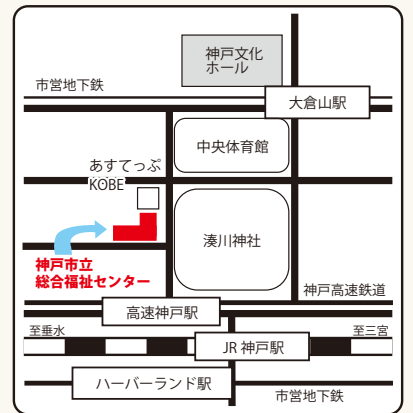 神戸文化
ホール
市営地下鉄
大倉山駅
中央体育館
あすてっぷ
KOBE
湊川神社
神戸市立
総合福祉センター
神戸高速鉄道
高速神戸駅
至垂水
至三宮
JR 神戸駅
ハーバーランド駅
市営地下鉄